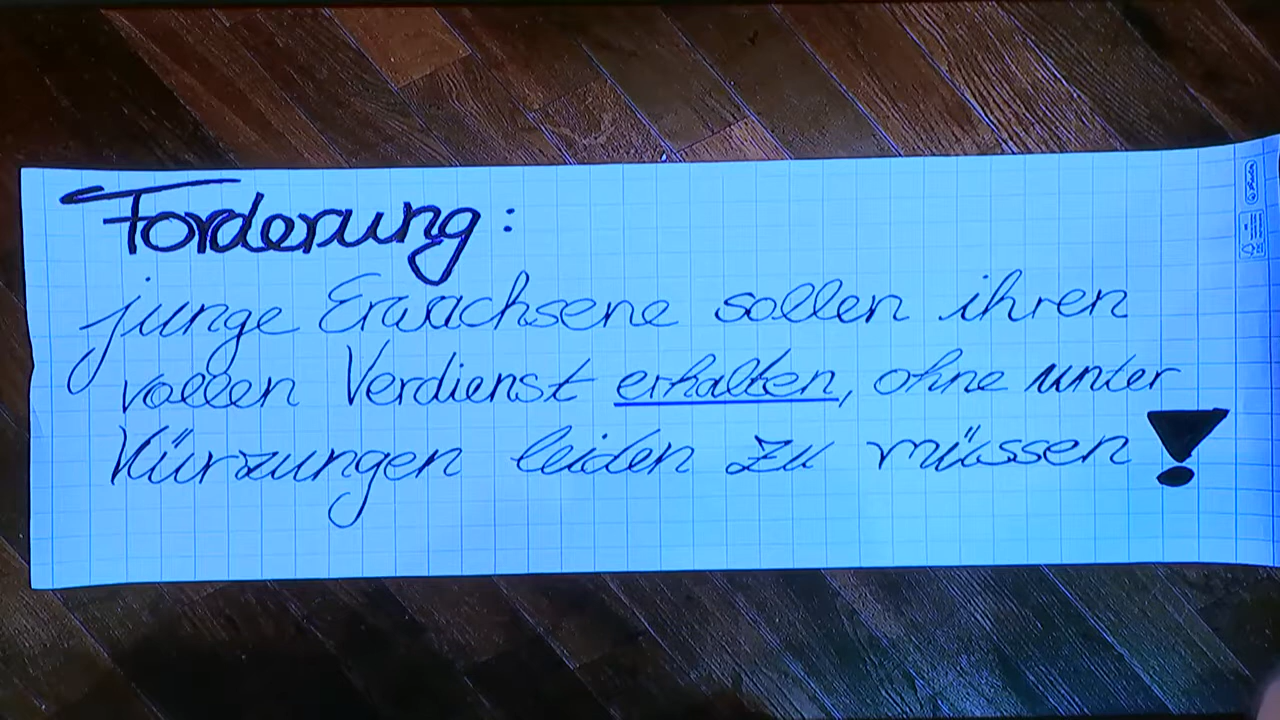 Forderung:
junge Erwachsene sollen ihren
vollen Verdienst erhalten, ohne unter
Kürzungen leiden zu müssen!